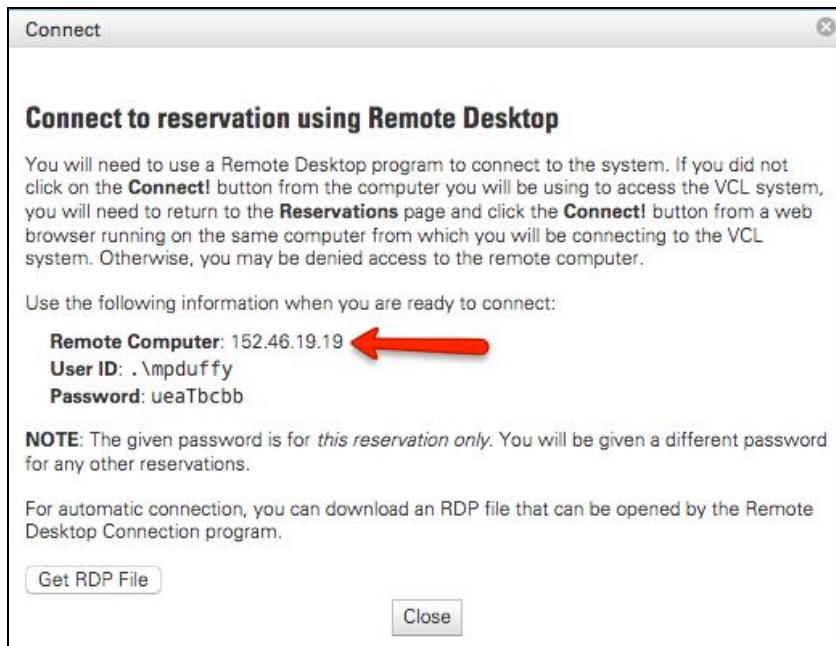 Connect
Connect to reservation using Remote Desktop
You will need to use a Remote Desktop program to connect to the system. If you did not
click on the Connect! button from the computer you will be using to access the VCL system,
you will need to return to the Reservations page and click the Connect! button from a web
browser running on the same computer from which you will be connecting to the VCL
system. Otherwise, you may be denied access to the remote computer.
Use the following information when you are ready to connect:
Remote Computer: 152.46.19.19
User ID: .\mpduffy
Password: ueaTbcbb
NOTE: The given password is for this reservation only. You will be given a different password
for any other reservations.
For automatic connection, you can download an RDP file that can be opened by the Remote
Desktop Connection program.
Get RDP File
Close